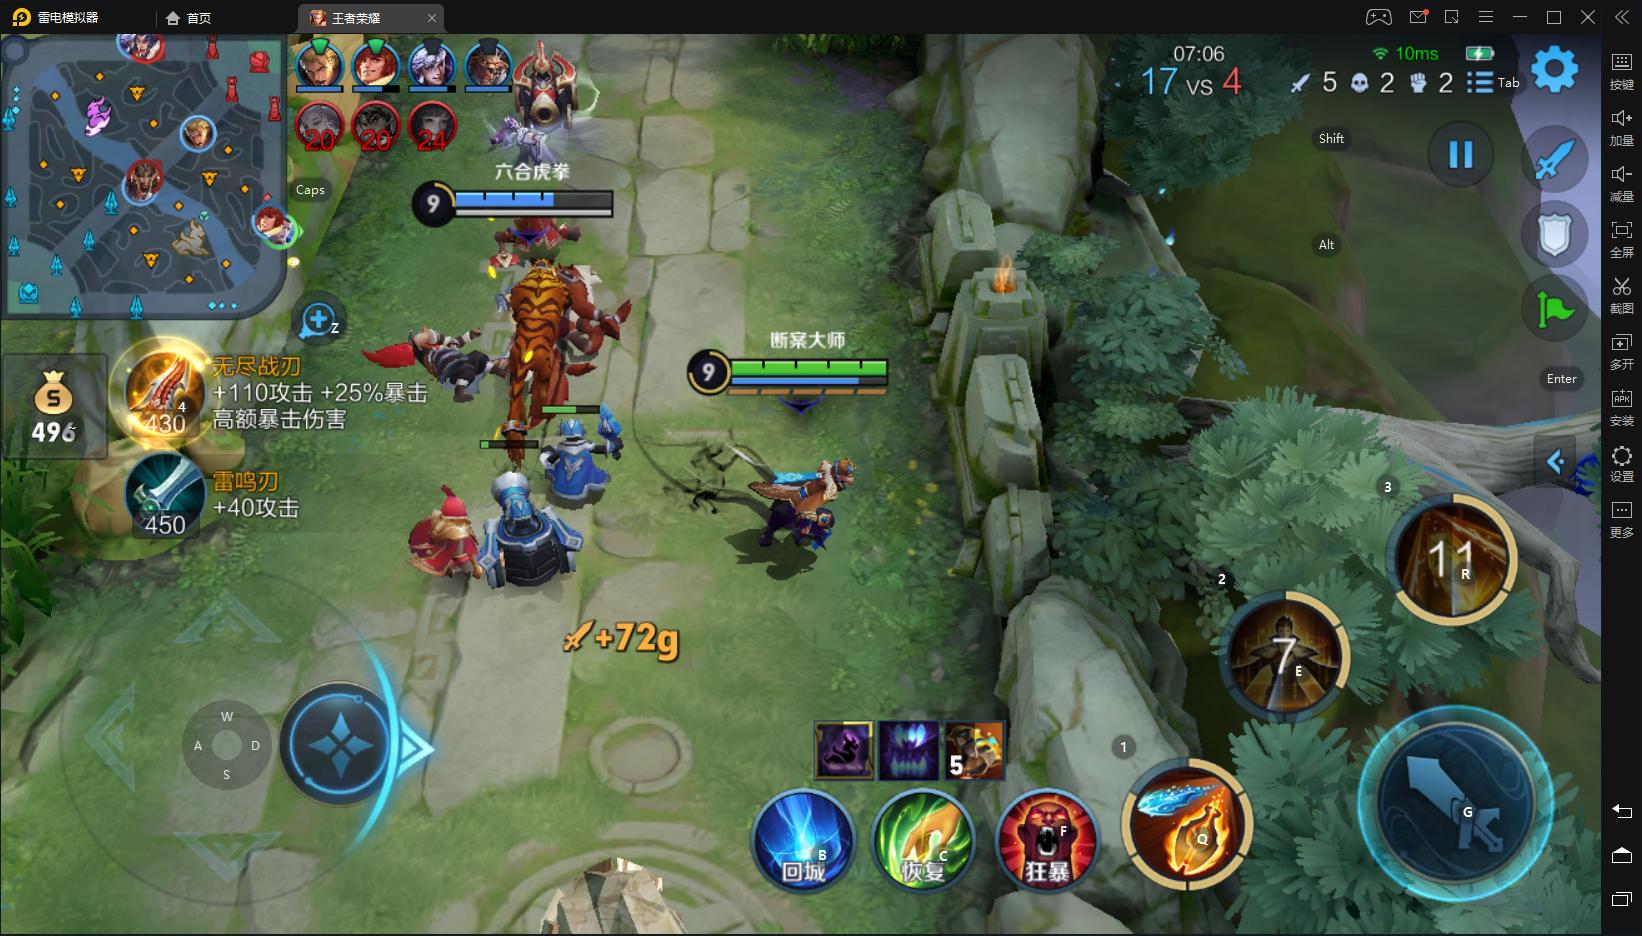 雷电模拟器
首页
王者荣耀
07:06
10ms
17 VS 4
5
2
2
Tab
20
20
24
Caps
Shift
Alt
Enter
Z
六合虎拳
9
断案大师
9
496
4
430
无尽战刃
+110攻击 +25%暴击
高额暴击伤害
450
雷鸣刃
+40攻击
+72g
W
A
D
S
5
B
回城
C
恢复
F
狂暴
1
Q
2
7
E
3
11
R
G
按键
加量
减量
全屏
截图
多开
APK
安装
设置
更多